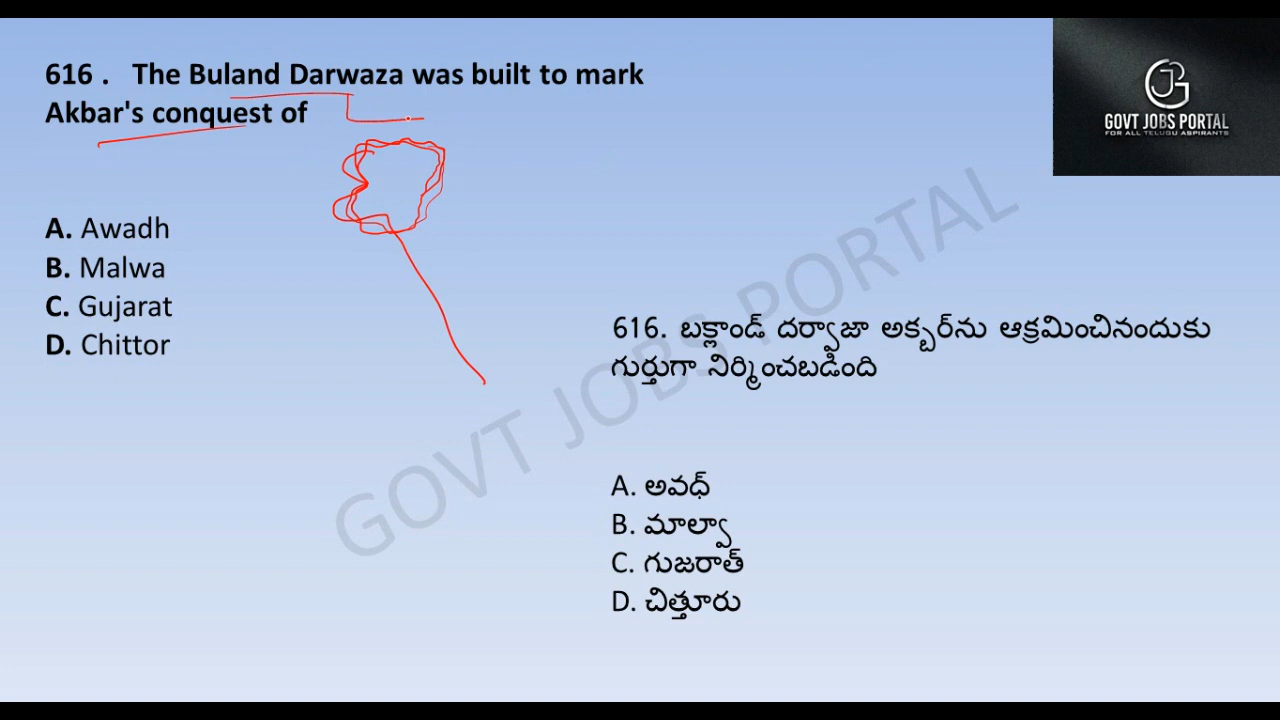 616 . The Buland Darwaza was built to mark
Akbar's conquest of
A. Awadh
B. Malwa
C. Gujarat
D. Chittor
GOVT JOBS PORTAL
FOR ALL TELUGU ASPIRANTS
616. బక్లాండ్ దర్వాజా అక్బర్‌ను ఆక్రమించినందుకు
గుర్తుగా నిర్మించబడింది
A. అవధ్
B. మాల్వా
C. గుజరాత్
D. చిత్తూరు
GOVT JOBS PORTAL